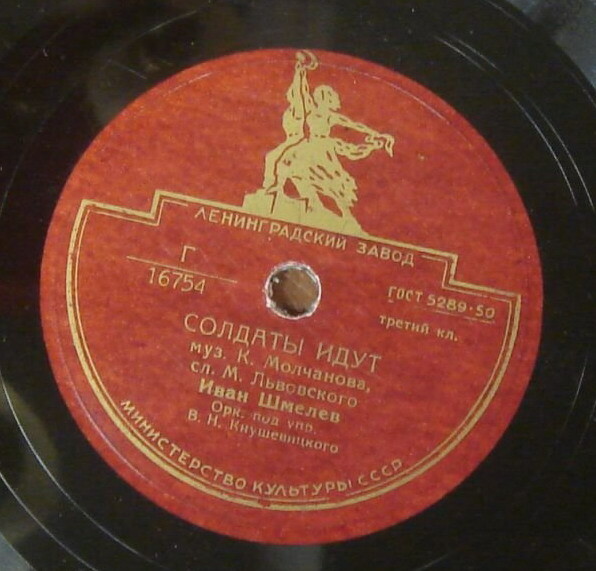 ЛЕНИНГРАДСКИЙ ЗАВОД
Г
16754
ГОСТ 5289-50
третий кл.
СОЛДАТЫ ИДУТ
муз. К. Молчанова,
сл. М. Львовского
Иван Шмелев
Орк. под упр.
В. Н. Кнушевицкого
МИНИСТЕРСТВО КУЛЬТУРЫ СССР